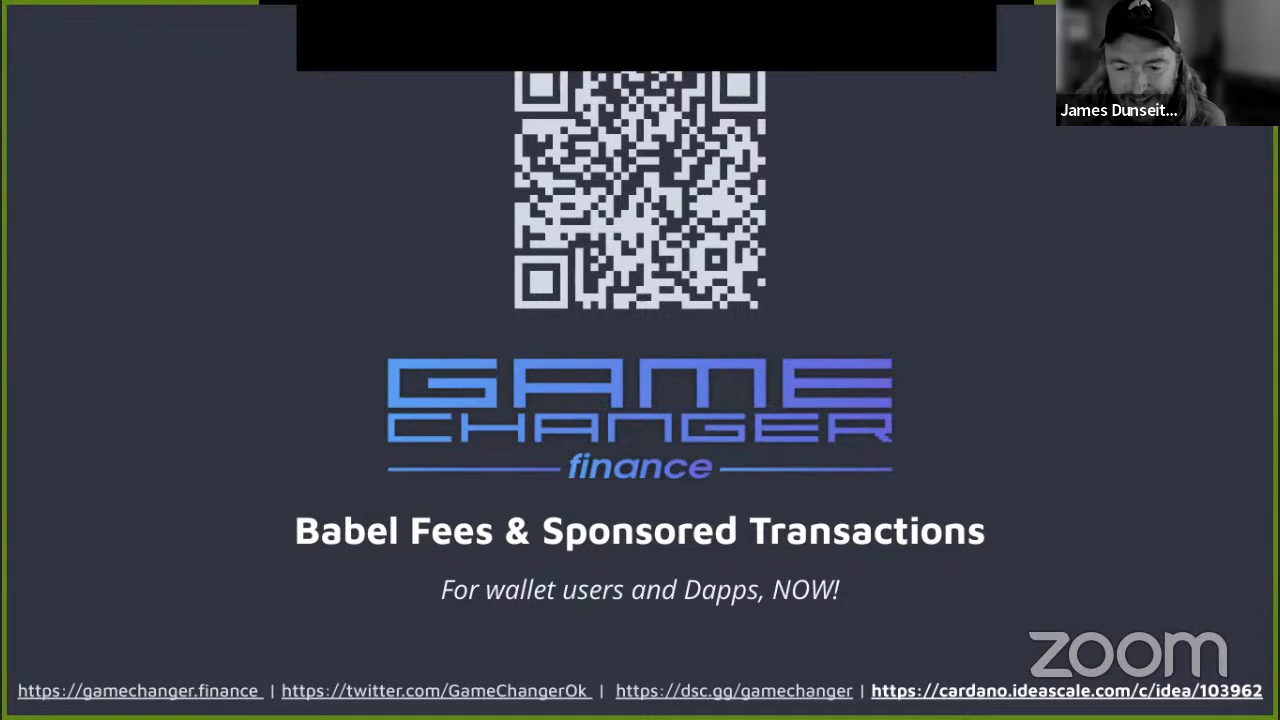 James Dunseit...
GAME
CHANGER
finance
Babel Fees & Sponsored Transactions
For wallet users and Dapps, NOW!
zoom
https://gamechanger.finance | https://twitter.com/GameChangerOk | https://dsc.gg/gamechanger | https://cardano.ideascale.com/c/idea/103962